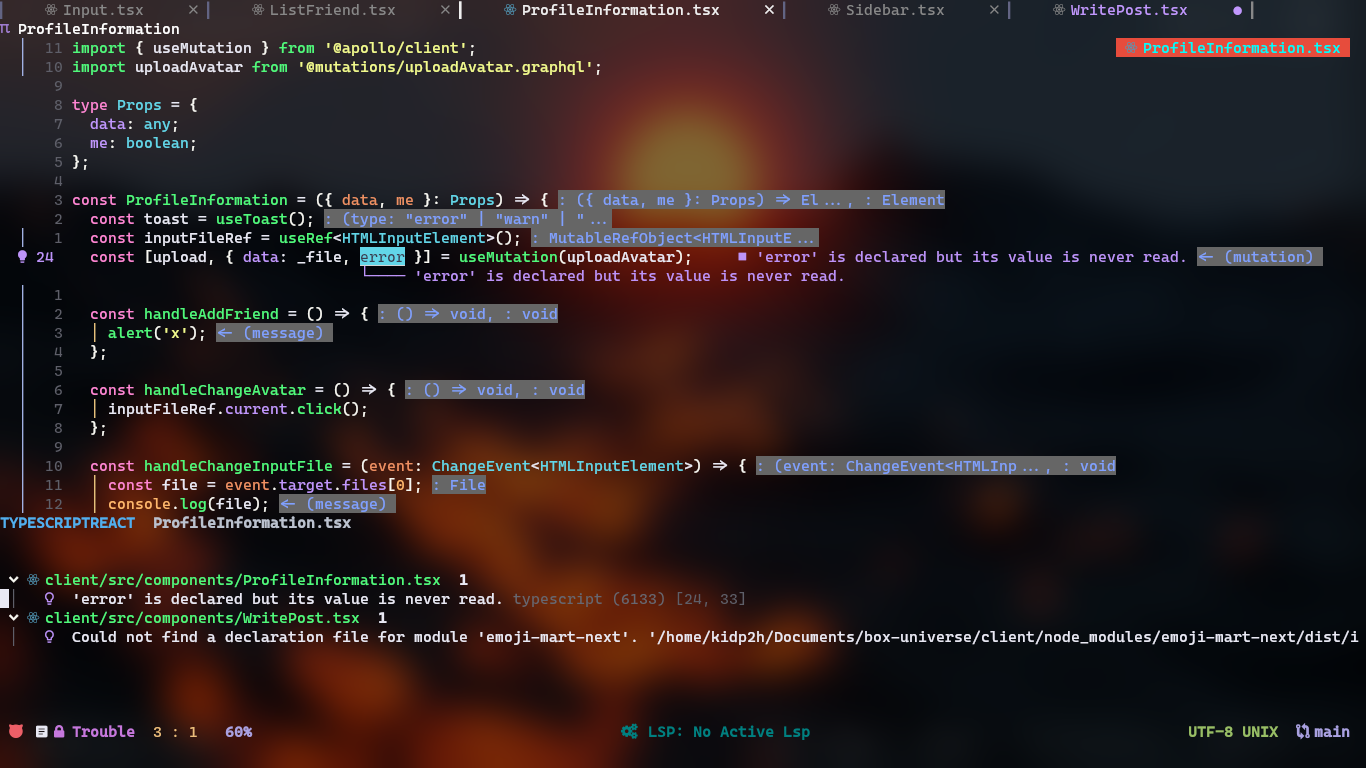 Input.tsx ✕ ListFriend.tsx ✕ ProfileInformation.tsx ✕ Sidebar.tsx ✕ WritePost.tsx ●
π ProfileInformation
11 import { useMutation } from '@apollo/client';
ProfileInformation.tsx
10 import uploadAvatar from '@mutations/uploadAvatar.graphql';
9
8 type Props = {
7   data: any;
6   me: boolean;
5 };
4
3 const ProfileInformation = ({ data, me }: Props) => { : ({ data, me }: Props) => El..., : Element
2   const toast = useToast(); : (type: "error" | "warn" | "...
1   const inputFileRef = useRef<HTMLInputElement>(); : MutableRefObject<HTMLInputE...
24   const [upload, { data: _file, error }] = useMutation(uploadAvatar); ■ 'error' is declared but its value is never read. <- (mutation)
└──── 'error' is declared but its value is never read.
1
2   const handleAddFriend = () => { : () => void, : void
3     alert('x'); <- (message)
4   };
5
6   const handleChangeAvatar = () => { : () => void, : void
7     inputFileRef.current.click();
8   };
9
10   const handleChangeInputFile = (event: ChangeEvent<HTMLInputElement>) => { : (event: ChangeEvent<HTMLInp..., : void
11     const file = event.target.files[0]; : File
12     console.log(file); <- (message)
TYPESCRIPTREACT ProfileInformation.tsx
client/src/components/ProfileInformation.tsx 1
'error' is declared but its value is never read. typescript (6133) [24, 33]
client/src/components/WritePost.tsx 1
Could not find a declaration file for module 'emoji-mart-next'. '/home/kidp2h/Documents/box-universe/client/node_modules/emoji-mart-next/dist/i
Trouble 3 : 1 60% LSP: No Active Lsp UTF-8 UNIX main